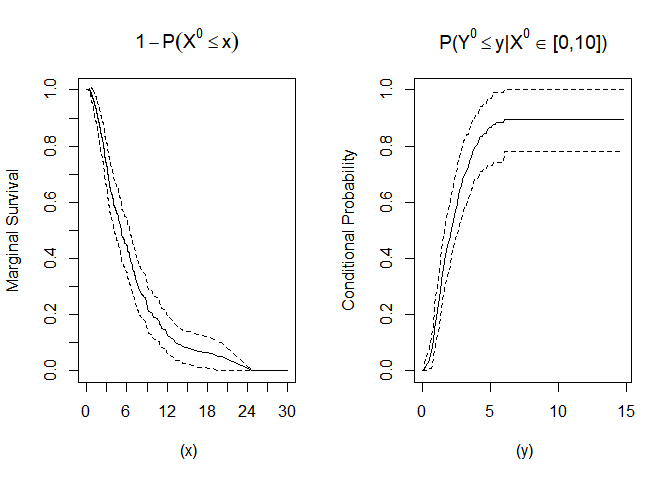 1 − P(X⁰ ≤ x)
Marginal Survival
1.0
0.8
0.6
0.4
0.2
0.0
0 6 12 18 24 30
(x)
P(Y⁰ ≤ y|X⁰ ∈ [0,10])
Conditional Probability
1.0
0.8
0.6
0.4
0.2
0.0
0 5 10 15
(y)